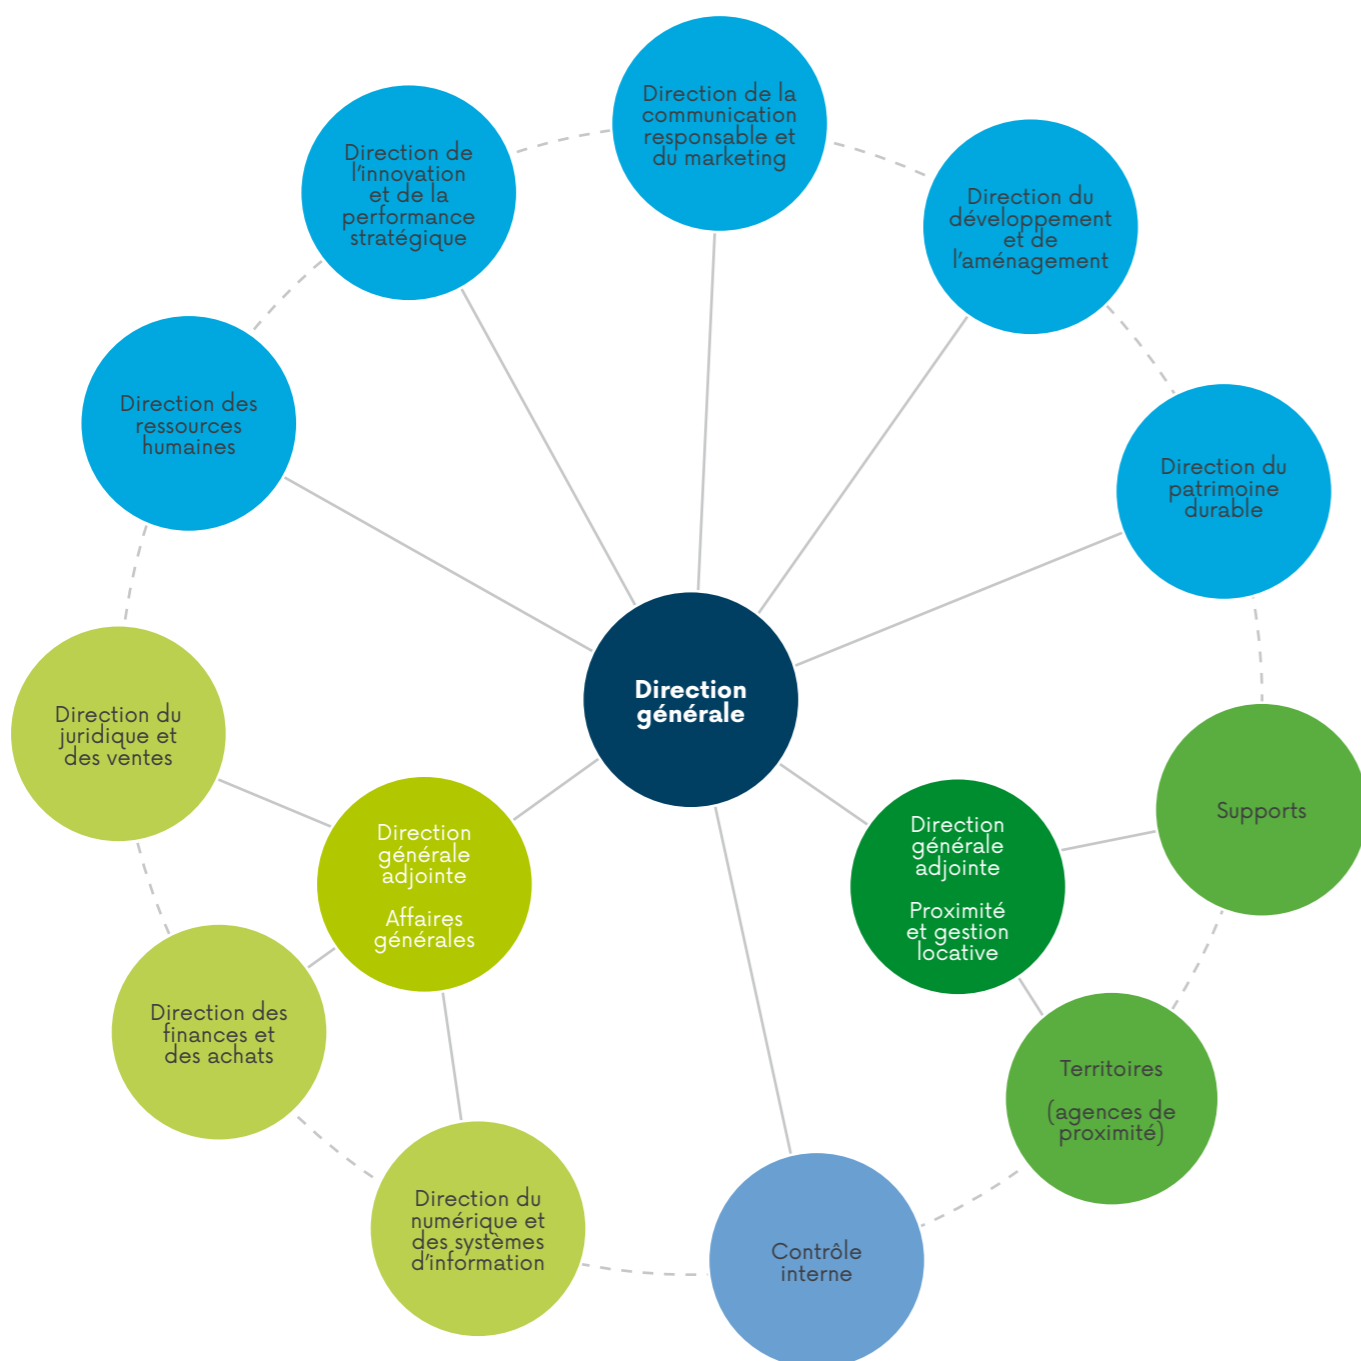 Direction de la
communication
responsable et
du marketing
Direction de
l'innovation
et de la
performance
stratégique
Direction du
développement
et de
l'aménagement
Direction des
ressources
humaines
Direction du
patrimoine
durable
Direction
générale
Direction du
juridique et
des ventes
Direction
générale
adjointe
Affaires
générales
Direction
générale
adjointe
Proximité
et gestion
locative
Supports
Direction des
finances et
des achats
Territoires
(agences de
proximité)
Direction du
numérique et
des systèmes
d'information
Contrôle
interne